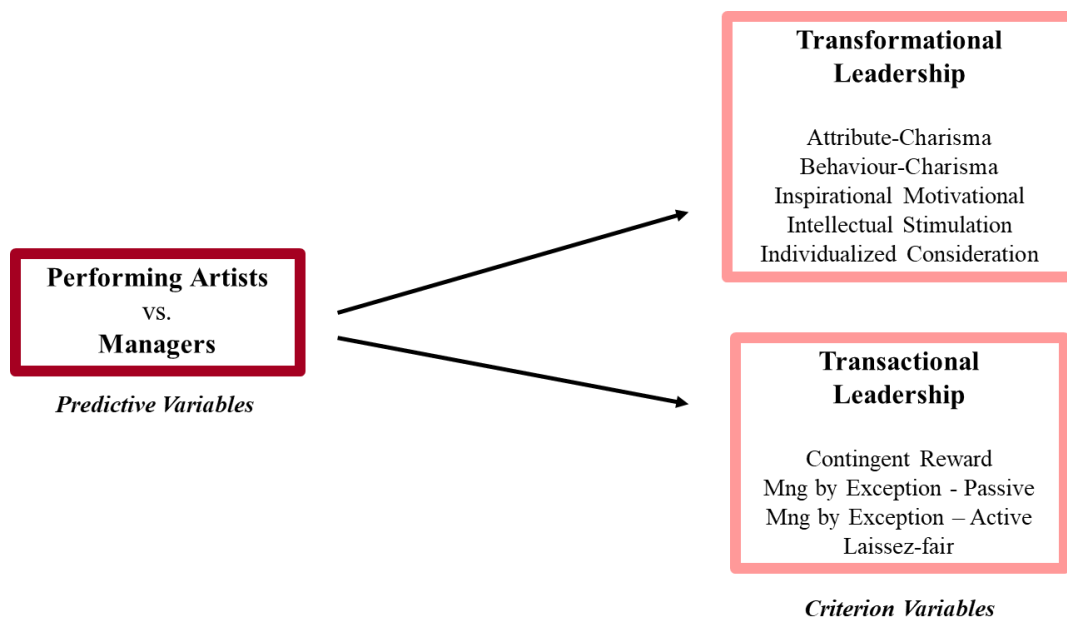 Performing Artists
vs.
Managers
Predictive Variables
Transformational
Leadership
Attribute-Charisma
Behaviour-Charisma
Inspirational Motivational
Intellectual Stimulation
Individualized Consideration
Transactional
Leadership
Contingent Reward
Mng by Exception - Passive
Mng by Exception – Active
Laissez-fair
Criterion Variables